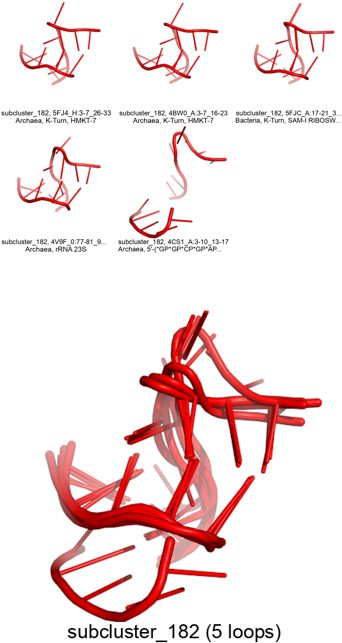 subcluster_182, 5FJ4_H:3-7_26-33
Archaea, K-Turn, HMKT-7
subcluster_182, 4BW0_A:3-7_16-23
Archaea, K-Turn, HMKT-7
subcluster_182, 5FJC_A:17-21_3...
Bacteria, K-Turn, SAM-I RIBOSW...
subcluster_182, 4V9F_0:77-81_9...
Archaea, rRNA 23S
subcluster_182, 4CS1_A:3-10_13-17
Archaea, 5'-(*GP*GP*CP*GP*AP...
subcluster_182 (5 loops)